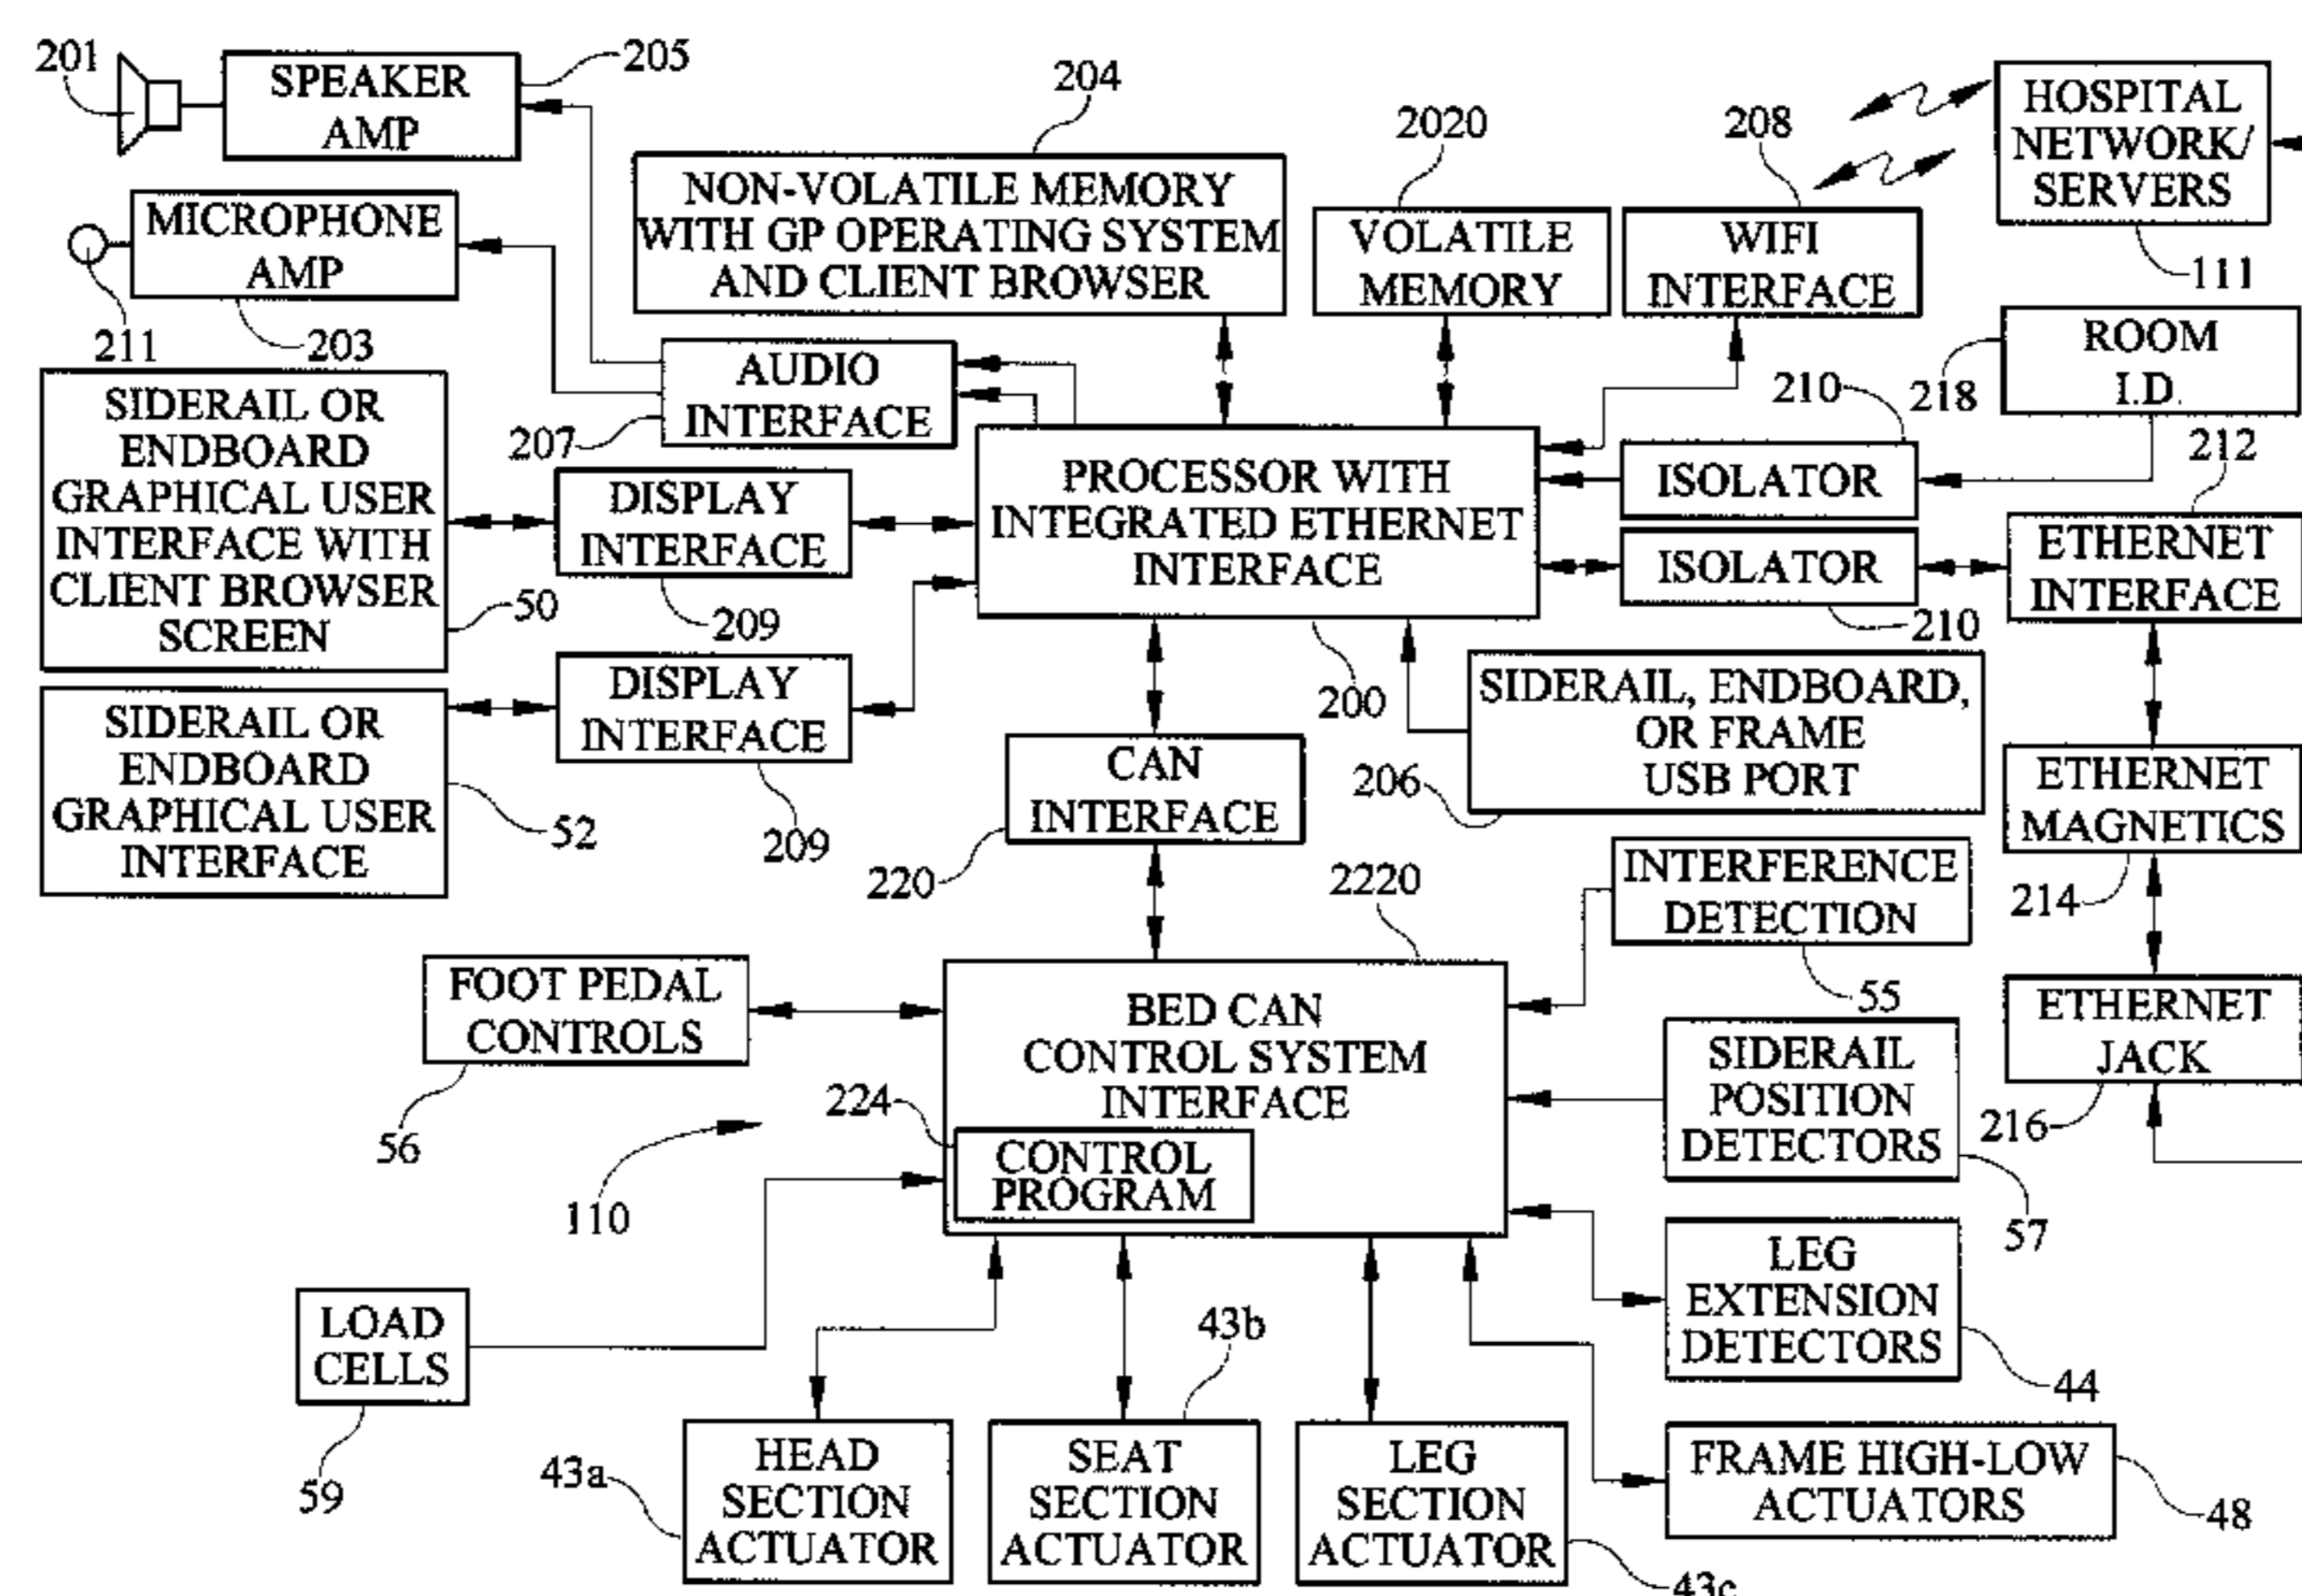 201
SPEAKER
AMP
205
204
NON-VOLATILE MEMORY
WITH GP OPERATING SYSTEM
AND CLIENT BROWSER
2020
VOLATILE
MEMORY
208
WIFI
INTERFACE
HOSPITAL
NETWORK/
SERVERS
111
MICROPHONE
AMP
211
203
AUDIO
INTERFACE
207
ROOM
I.D.
218
210
ISOLATOR
212
SIDERAIL OR
ENDBOARD
GRAPHICAL USER
INTERFACE WITH
CLIENT BROWSER
SCREEN
50
DISPLAY
INTERFACE
209
PROCESSOR WITH
INTEGRATED ETHERNET
INTERFACE
200
ISOLATOR
210
ETHERNET
INTERFACE
SIDERAIL OR
ENDBOARD
GRAPHICAL USER
INTERFACE
52
DISPLAY
INTERFACE
209
CAN
INTERFACE
220
SIDERAIL, ENDBOARD,
OR FRAME
USB PORT
206
ETHERNET
MAGNETICS
214
INTERFERENCE
DETECTION
55
2220
FOOT PEDAL
CONTROLS
56
BED CAN
CONTROL SYSTEM
INTERFACE
224
CONTROL
PROGRAM
110
SIDERAIL
POSITION
DETECTORS
57
ETHERNET
JACK
216
LEG
EXTENSION
DETECTORS
44
LOAD
CELLS
59
43a
HEAD
SECTION
ACTUATOR
43b
SEAT
SECTION
ACTUATOR
LEG
SECTION
ACTUATOR
43c
FRAME HIGH-LOW
ACTUATORS
48